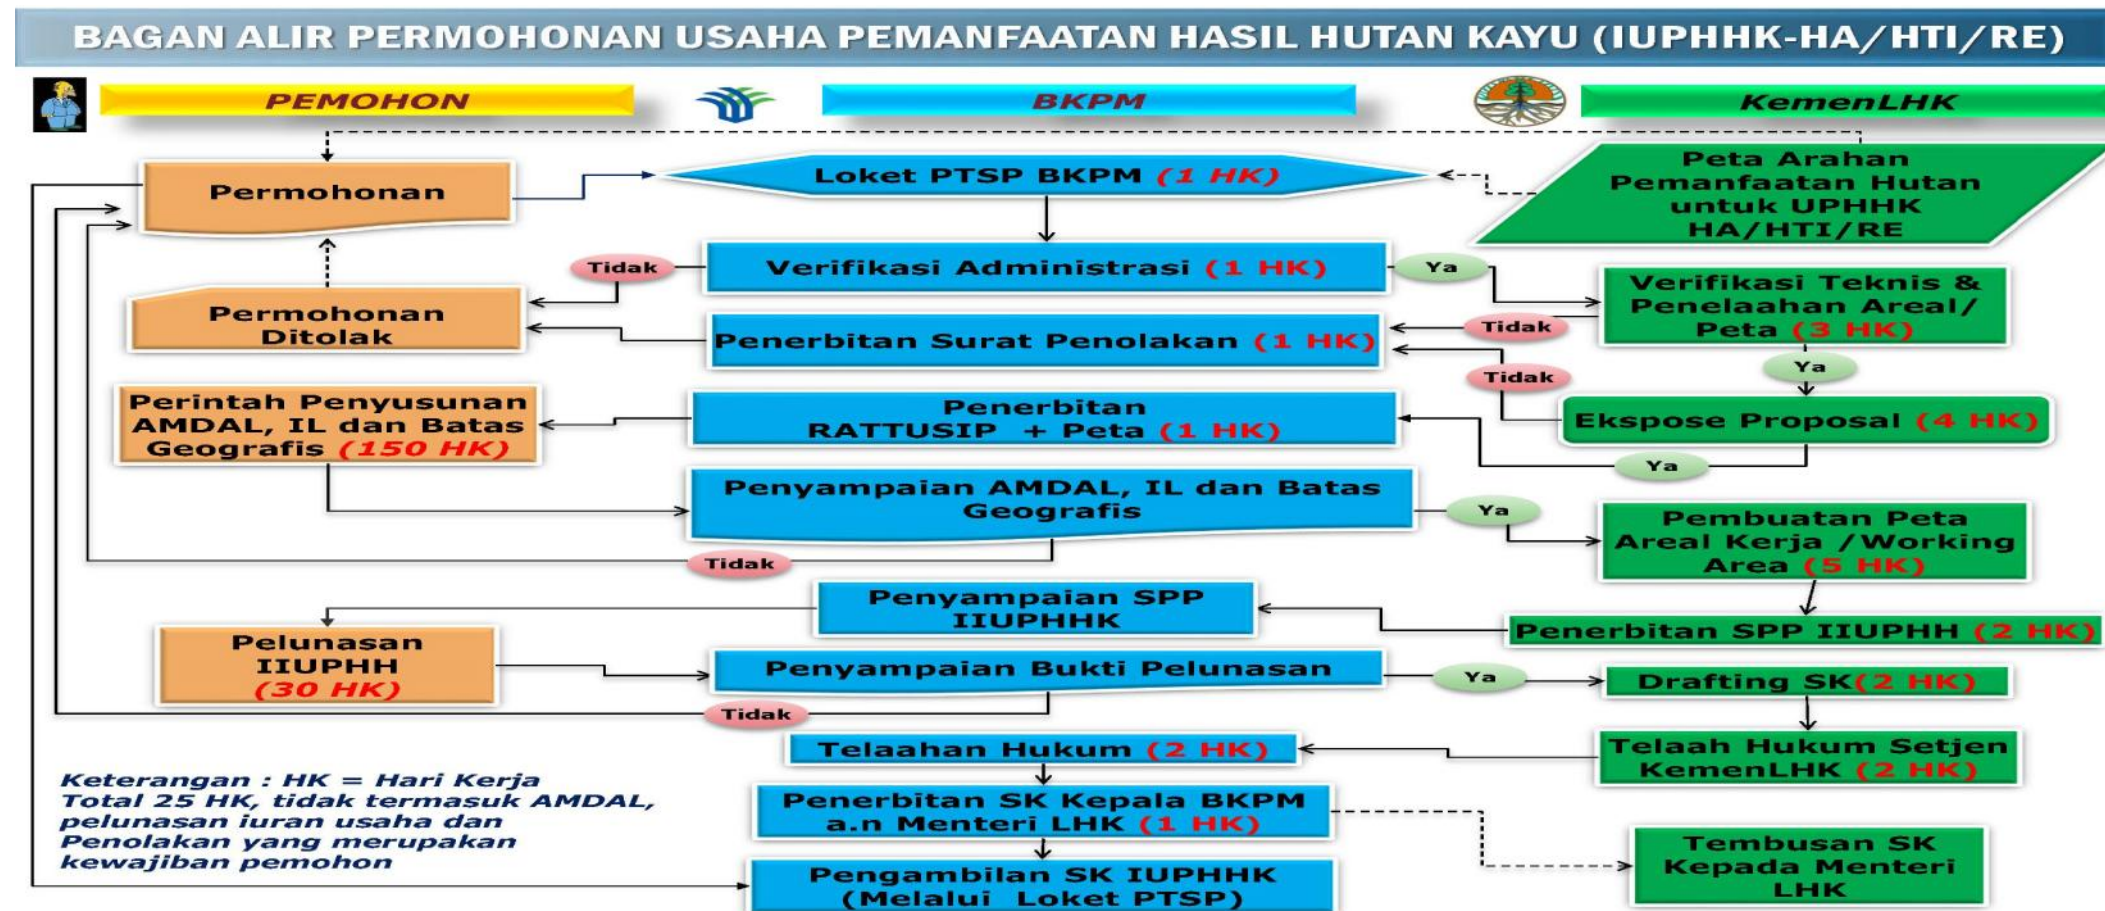 BAGAN ALIR PERMOHONAN USAHA PEMANFAATAN HASIL HUTAN KAYU (IUPHHK-HA/HTI/RE)
PEMOHON
BKPM
KemenLHK
Permohonan
Loket PTSP BKPM (1 HK)
Peta Arahan
Pemanfaatan Hutan
untuk UPHHK
HA/HTI/RE
Tidak
Verifikasi Administrasi (1 HK)
Ya
Verifikasi Teknis &
Penelaahan Areal/
Peta (3 HK)
Permohonan
Ditolak
Penerbitan Surat Penolakan (1 HK)
Tidak
Ya
Tidak
Perintah Penyusunan
AMDAL, IL dan Batas
Geografis (150 HK)
Penerbitan
RATTUSIP + Peta (1 HK)
Ekspose Proposal (4 HK)
Ya
Penyampaian AMDAL, IL dan Batas
Geografis
Ya
Pembuatan Peta
Areal Kerja /Working
Area (5 HK)
Tidak
Penyampaian SPP
IIUPHHK
Penerbitan SPP IIUPHH (2 HK)
Pelunasan
IIUPHH
(30 HK)
Penyampaian Bukti Pelunasan
Ya
Drafting SK(2 HK)
Tidak
Telaahan Hukum (2 HK)
Telaah Hukum Setjen
KemenLHK (2 HK)
Keterangan : HK = Hari Kerja
Total 25 HK, tidak termasuk AMDAL,
pelunasan iuran usaha dan
Penolakan yang merupakan
kewajiban pemohon
Penerbitan SK Kepala BKPM
a.n Menteri LHK (1 HK)
Tembusan SK
Kepada Menteri
LHK
Pengambilan SK IUPHHK
(Melalui Loket PTSP)